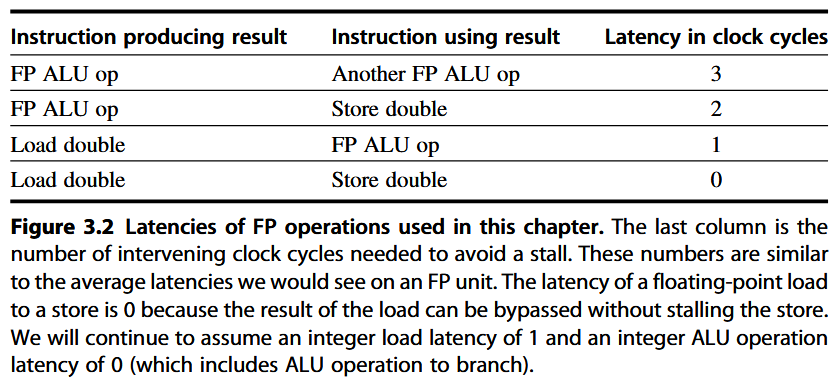 Instruction producing result Instruction using result Latency in clock cycles
FP ALU op Another FP ALU op 3
FP ALU op Store double 2
Load double FP ALU op 1
Load double Store double 0
Figure 3.2 Latencies of FP operations used in this chapter. The last column is the
number of intervening clock cycles needed to avoid a stall. These numbers are similar
to the average latencies we would see on an FP unit. The latency of a floating-point load
to a store is 0 because the result of the load can be bypassed without stalling the store.
We will continue to assume an integer load latency of 1 and an integer ALU operation
latency of 0 (which includes ALU operation to branch).